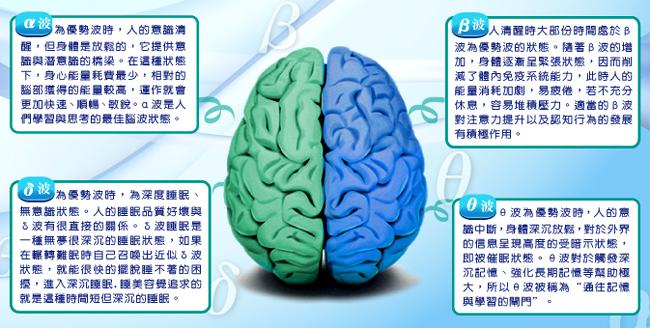 α波
為優勢波時，人的意識清
醒，但身體是放鬆的，它提供意
識與潛意識的橋梁。在這種狀態
下，身心能量耗費最少，相對的
腦部獲得的能量較高，運作就會
更加快速、順暢、敏銳。α波是人
們學習與思考的最佳腦波狀態。
β波
人清醒時大部份時間處於β
波為優勢波的狀態。隨著β波的增
加，身體逐漸呈緊張狀態，因而削
減了體內免疫系統能力，此時人的
能量消耗加劇，易疲倦，若不充分
休息，容易堆積壓力。適當的β波
對注意力提升以及認知行為的發展
有積極作用。
δ波
為優勢波時，為深度睡眠、
無意識狀態。人的睡眠品質好壞與
δ波有很直接的關係。δ波睡眠是
一種無夢很深沉的睡眠狀態，如果
在輾轉難眠時自己召喚出近似δ波
狀態，就能很快的擺脫睡不著的困
擾，進入深沉睡眠．睡美容覺追求的
就是這種時間短但深沉的睡眠。
θ波
θ波為優勢波時，人的意
識中斷，身體深沉放鬆，對於外界
的信息呈現高度的受暗示狀態，
即被催眠狀態。θ波對於觸發深
沉記憶、強化長期記憶等幫助極
大，所以θ波被稱為“通往記憶
與學習的閘門”。
β
θ
δ